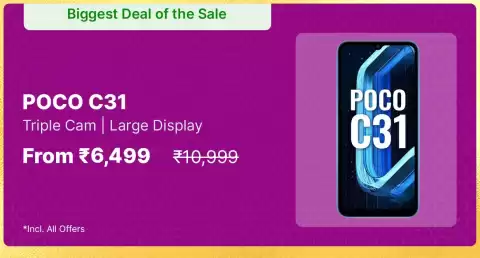 Biggest Deal of the Sale
POCO C31
Triple Cam | Large Display
From ₹6,499 ₹10,999
*Incl. All Offers
POCO
C31